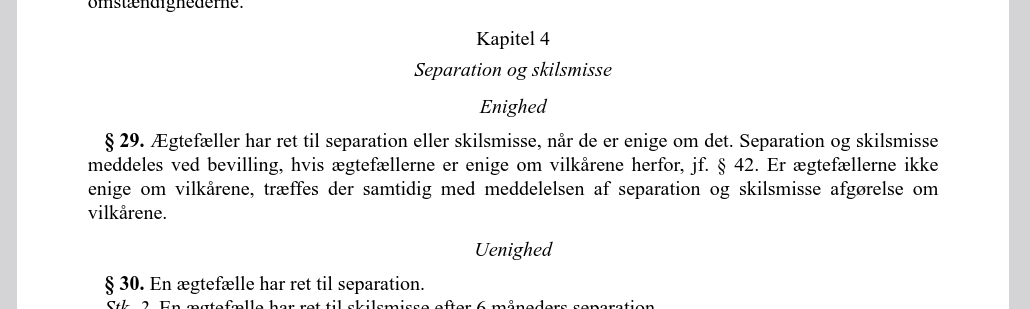 omstændighederne.
Kapitel 4
Separation og skilsmisse
Enighed
§ 29. Ægtefæller har ret til separation eller skilsmisse, når de er enige om det. Separation og skilsmisse
meddeles ved bevilling, hvis ægtefællerne er enige om vilkårene herfor, jf. § 42. Er ægtefællerne ikke
enige om vilkårene, træffes der samtidig med meddelelsen af separation og skilsmisse afgørelse om
vilkårene.
Uenighed
§ 30. En ægtefælle har ret til separation.
Stk. 2. En ægtefælle har ret til skilsmisse efter 6 måneders separation.